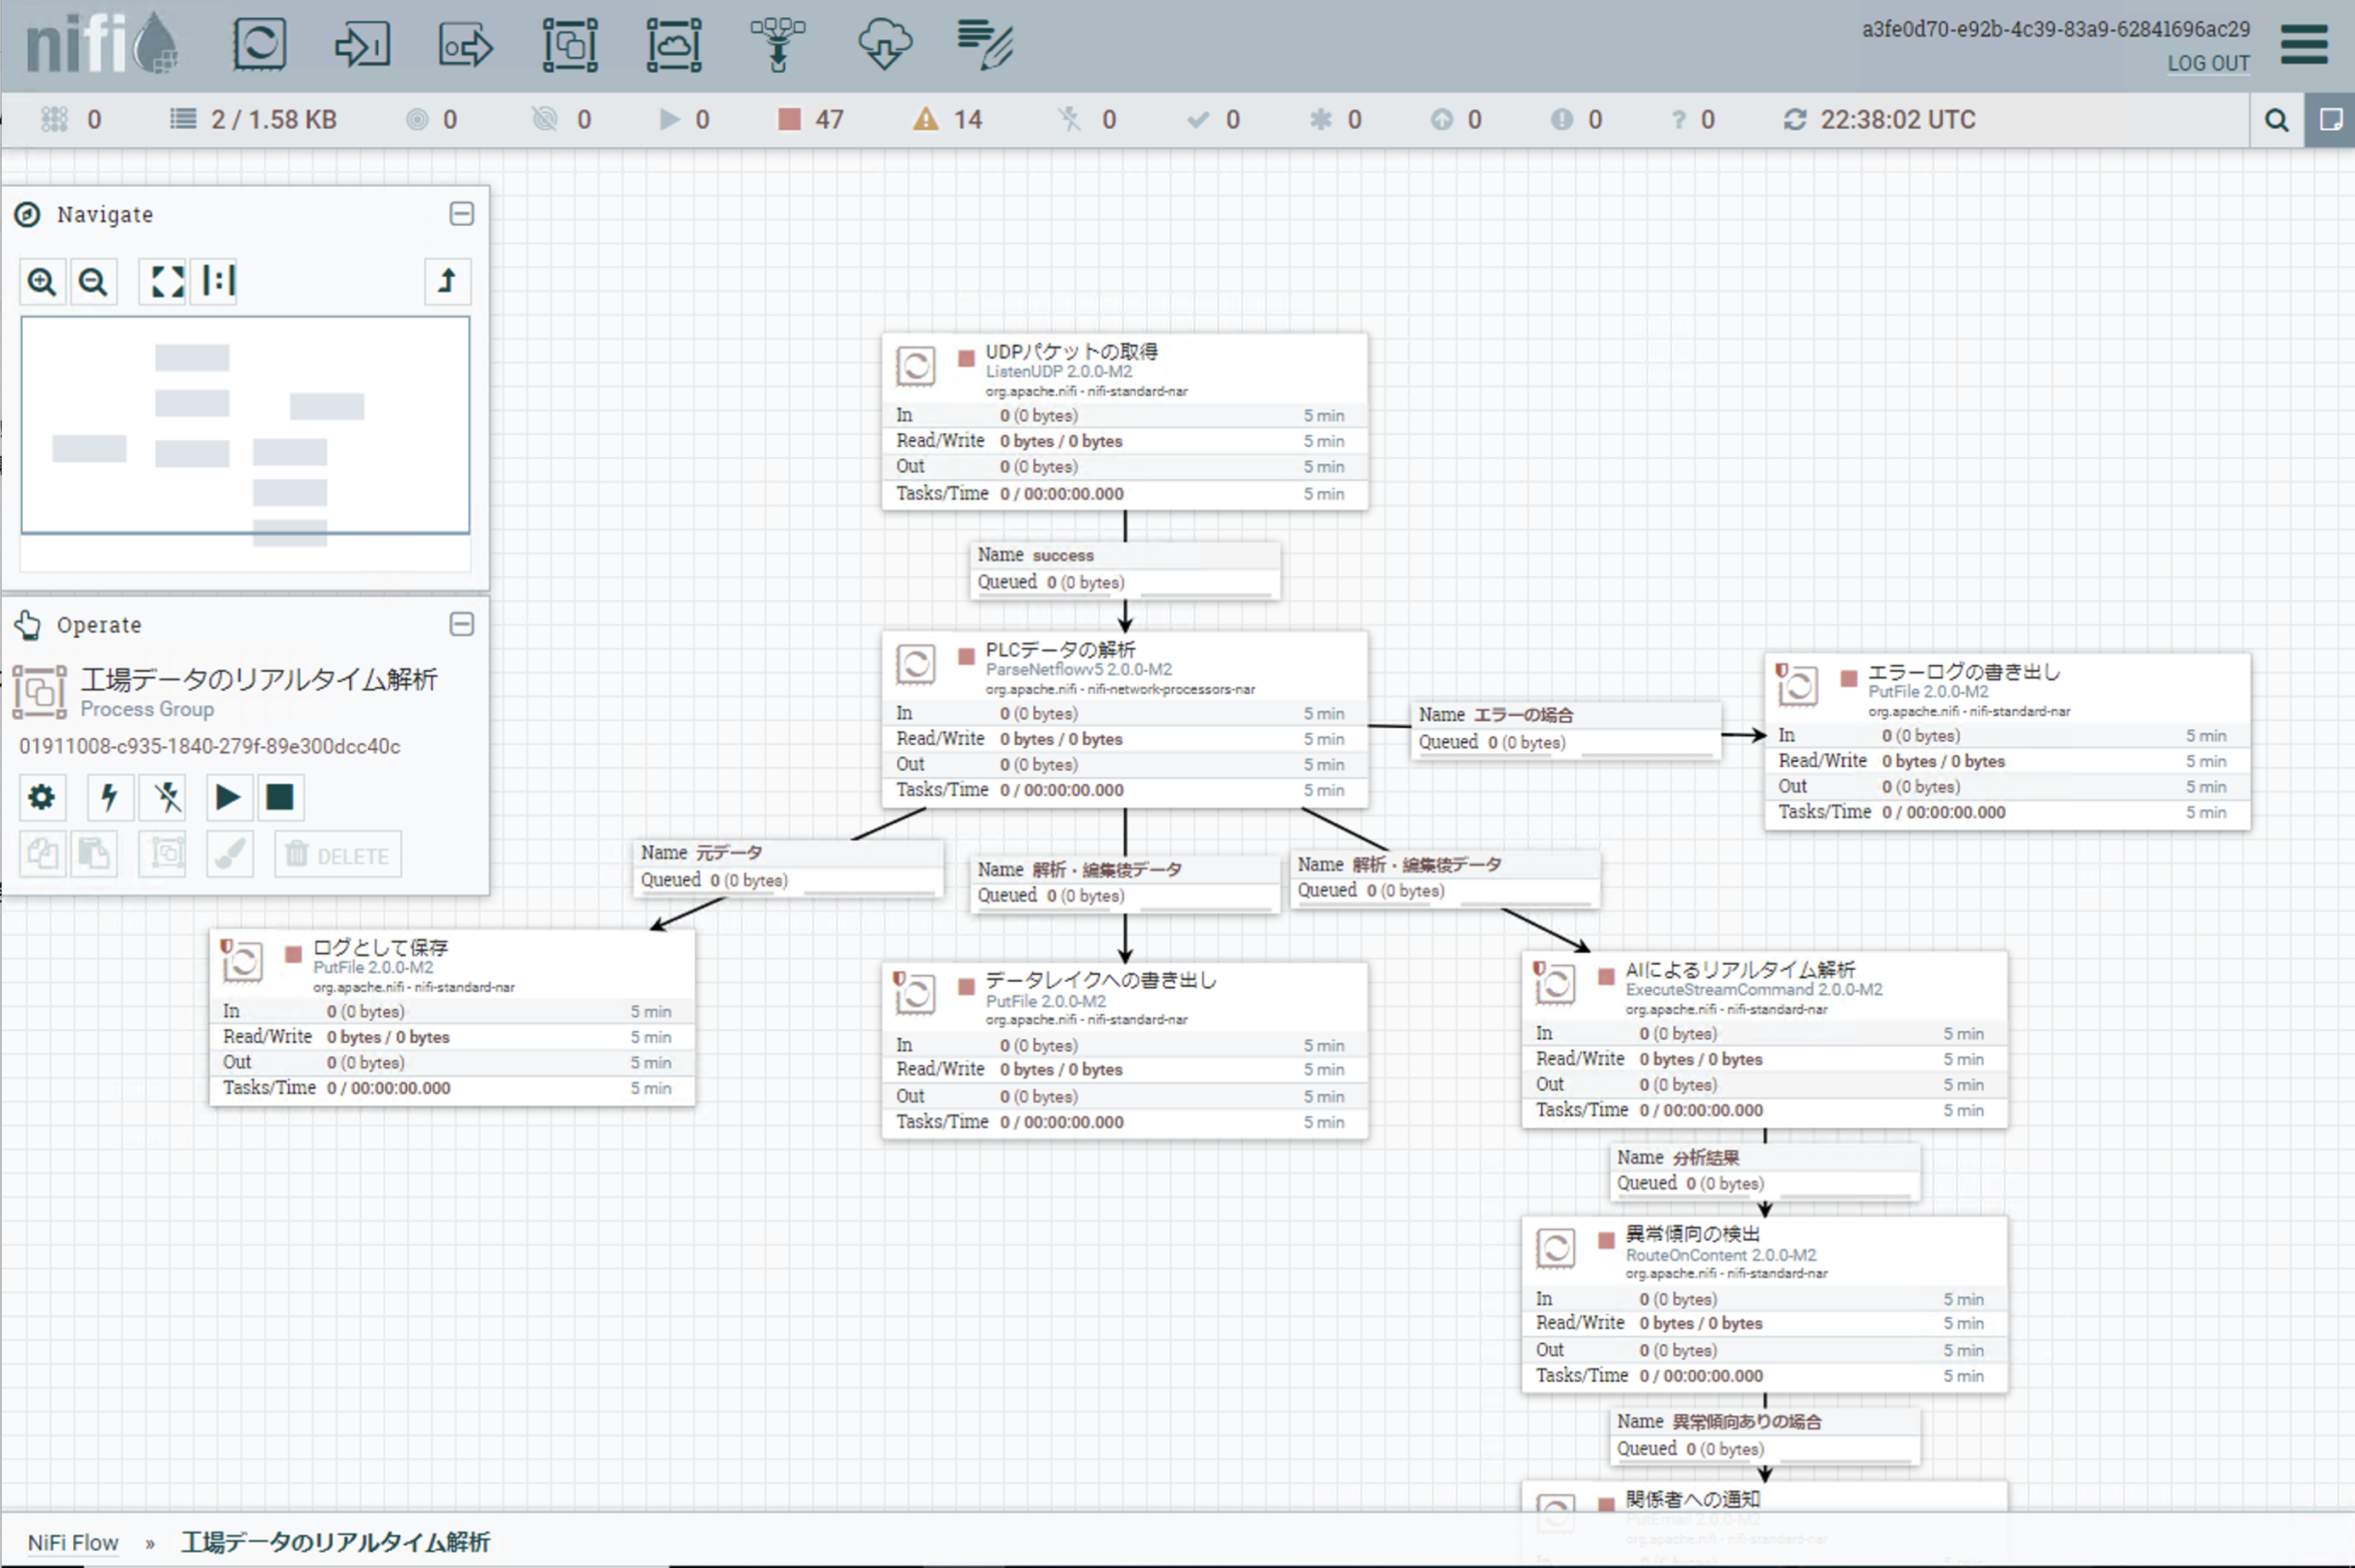 nifi
a3fe0d70-e92b-4c39-83a9-62841696ac29
LOG OUT
0 2 / 1.58 KB 0 0 0 47 14 0 0 0 0 0 0 22:38:02 UTC
Navigate
Operate
工場データのリアルタイム解析
Process Group
01911008-c935-1840-279f-89e300dcc40c
DELETE
UDPパケットの取得
ListenUDP 2.0.0-M2
org.apache.nifi - nifi-standard-nar
In 0 (0 bytes) 5 min
Read/Write 0 bytes / 0 bytes 5 min
Out 0 (0 bytes) 5 min
Tasks/Time 0 / 00:00:00.000 5 min
Name success
Queued 0 (0 bytes)
PLCデータの解析
ParseNetflowv5 2.0.0-M2
org.apache.nifi - nifi-network-processors-nar
In 0 (0 bytes) 5 min
Read/Write 0 bytes / 0 bytes 5 min
Out 0 (0 bytes) 5 min
Tasks/Time 0 / 00:00:00.000 5 min
Name エラーの場合
Queued 0 (0 bytes)
エラーログの書き出し
PutFile 2.0.0-M2
org.apache.nifi - nifi-standard-nar
In 0 (0 bytes) 5 min
Read/Write 0 bytes / 0 bytes 5 min
Out 0 (0 bytes) 5 min
Tasks/Time 0 / 00:00:00.000 5 min
Name 元データ
Queued 0 (0 bytes)
Name 解析・編集後データ
Queued 0 (0 bytes)
Name 解析・編集後データ
Queued 0 (0 bytes)
ログとして保存
PutFile 2.0.0-M2
org.apache.nifi - nifi-standard-nar
In 0 (0 bytes) 5 min
Read/Write 0 bytes / 0 bytes 5 min
Out 0 (0 bytes) 5 min
Tasks/Time 0 / 00:00:00.000 5 min
データレイクへの書き出し
PutFile 2.0.0-M2
org.apache.nifi - nifi-standard-nar
In 0 (0 bytes) 5 min
Read/Write 0 bytes / 0 bytes 5 min
Out 0 (0 bytes) 5 min
Tasks/Time 0 / 00:00:00.000 5 min
AIによるリアルタイム解析
ExecuteStreamCommand 2.0.0-M2
org.apache.nifi - nifi-standard-nar
In 0 (0 bytes) 5 min
Read/Write 0 bytes / 0 bytes 5 min
Out 0 (0 bytes) 5 min
Tasks/Time 0 / 00:00:00.000 5 min
Name 分析結果
Queued 0 (0 bytes)
異常傾向の検出
RouteOnContent 2.0.0-M2
org.apache.nifi - nifi-standard-nar
In 0 (0 bytes) 5 min
Read/Write 0 bytes / 0 bytes 5 min
Out 0 (0 bytes) 5 min
Tasks/Time 0 / 00:00:00.000 5 min
Name 異常傾向ありの場合
Queued 0 (0 bytes)
関係者への通知
PutEmail 2.0.0-M2
org.apache.nifi - nifi-standard-nar
NiFi Flow » 工場データのリアルタイム解析